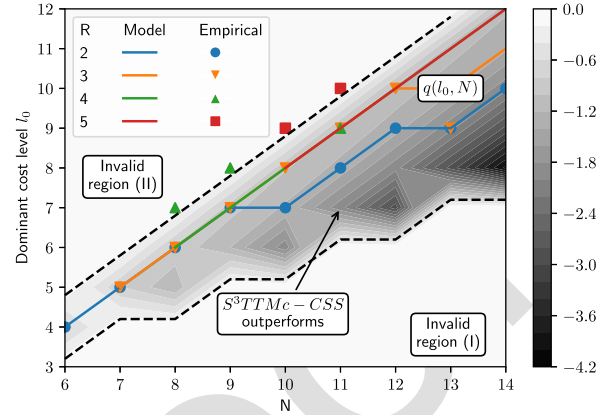 12
11
10
9
8
7
6
5
4
3
Dominant cost level l₀
R Model Empirical
2
3
4
5
q(l₀, N)
Invalid
region (II)
S³TTMc − CSS
outperforms
Invalid
region (I)
6 7 8 9 10 11 12 13 14
N
0.0
−0.6
−1.2
−1.8
−2.4
−3.0
−3.6
−4.2